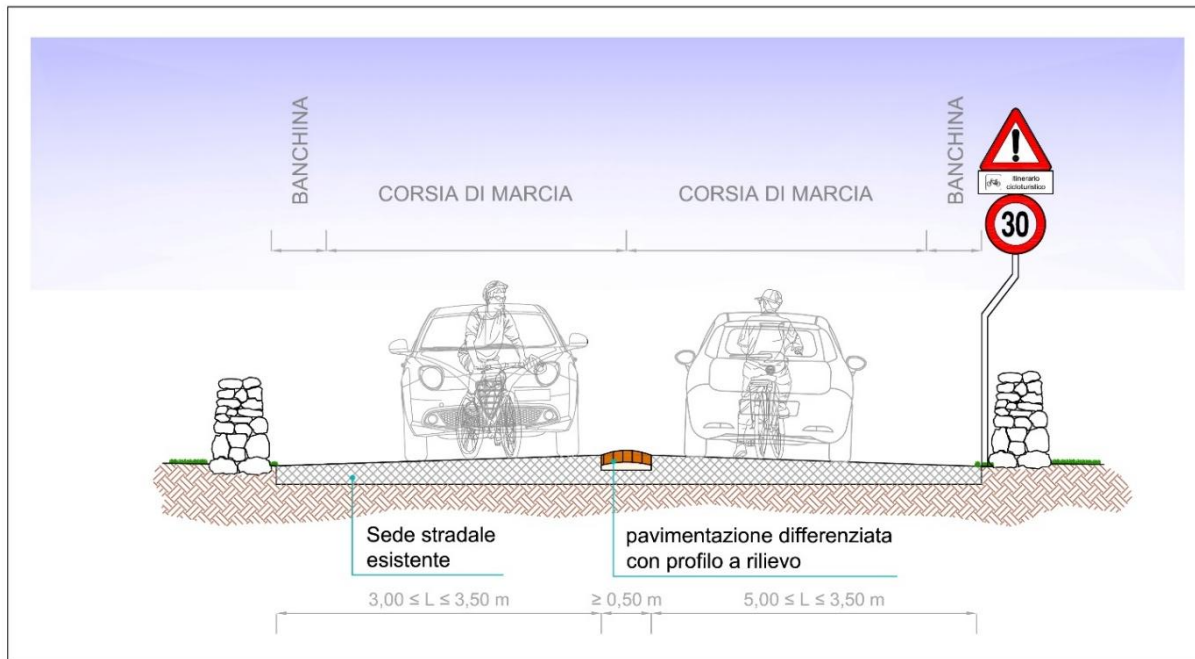 BANCHINA
CORSIA DI MARCIA
CORSIA DI MARCIA
BANCHINA
Itinerario
cicloturistico
30
Sede stradale
esistente
pavimentazione differenziata
con profilo a rilievo
3,00 ≤ L ≤ 3,50 m
≥ 0,50 m
5,00 ≤ L ≤ 3,50 m